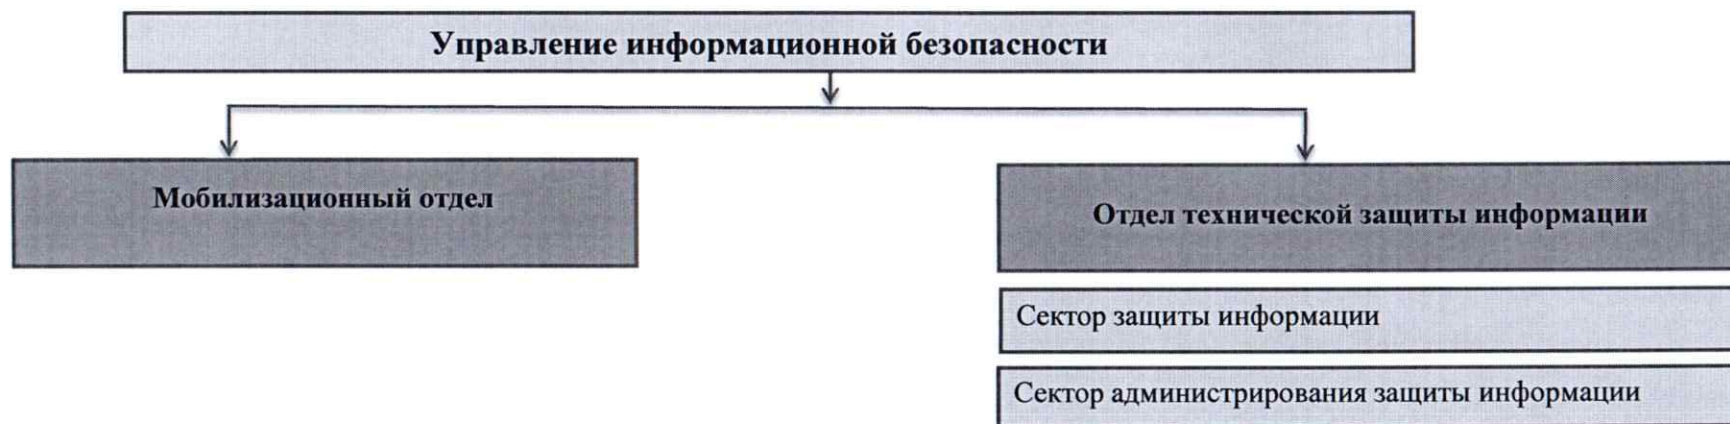 Управление информационной безопасности
Мобилизационный отдел
Отдел технической защиты информации
Сектор защиты информации
Сектор администрирования защиты информации